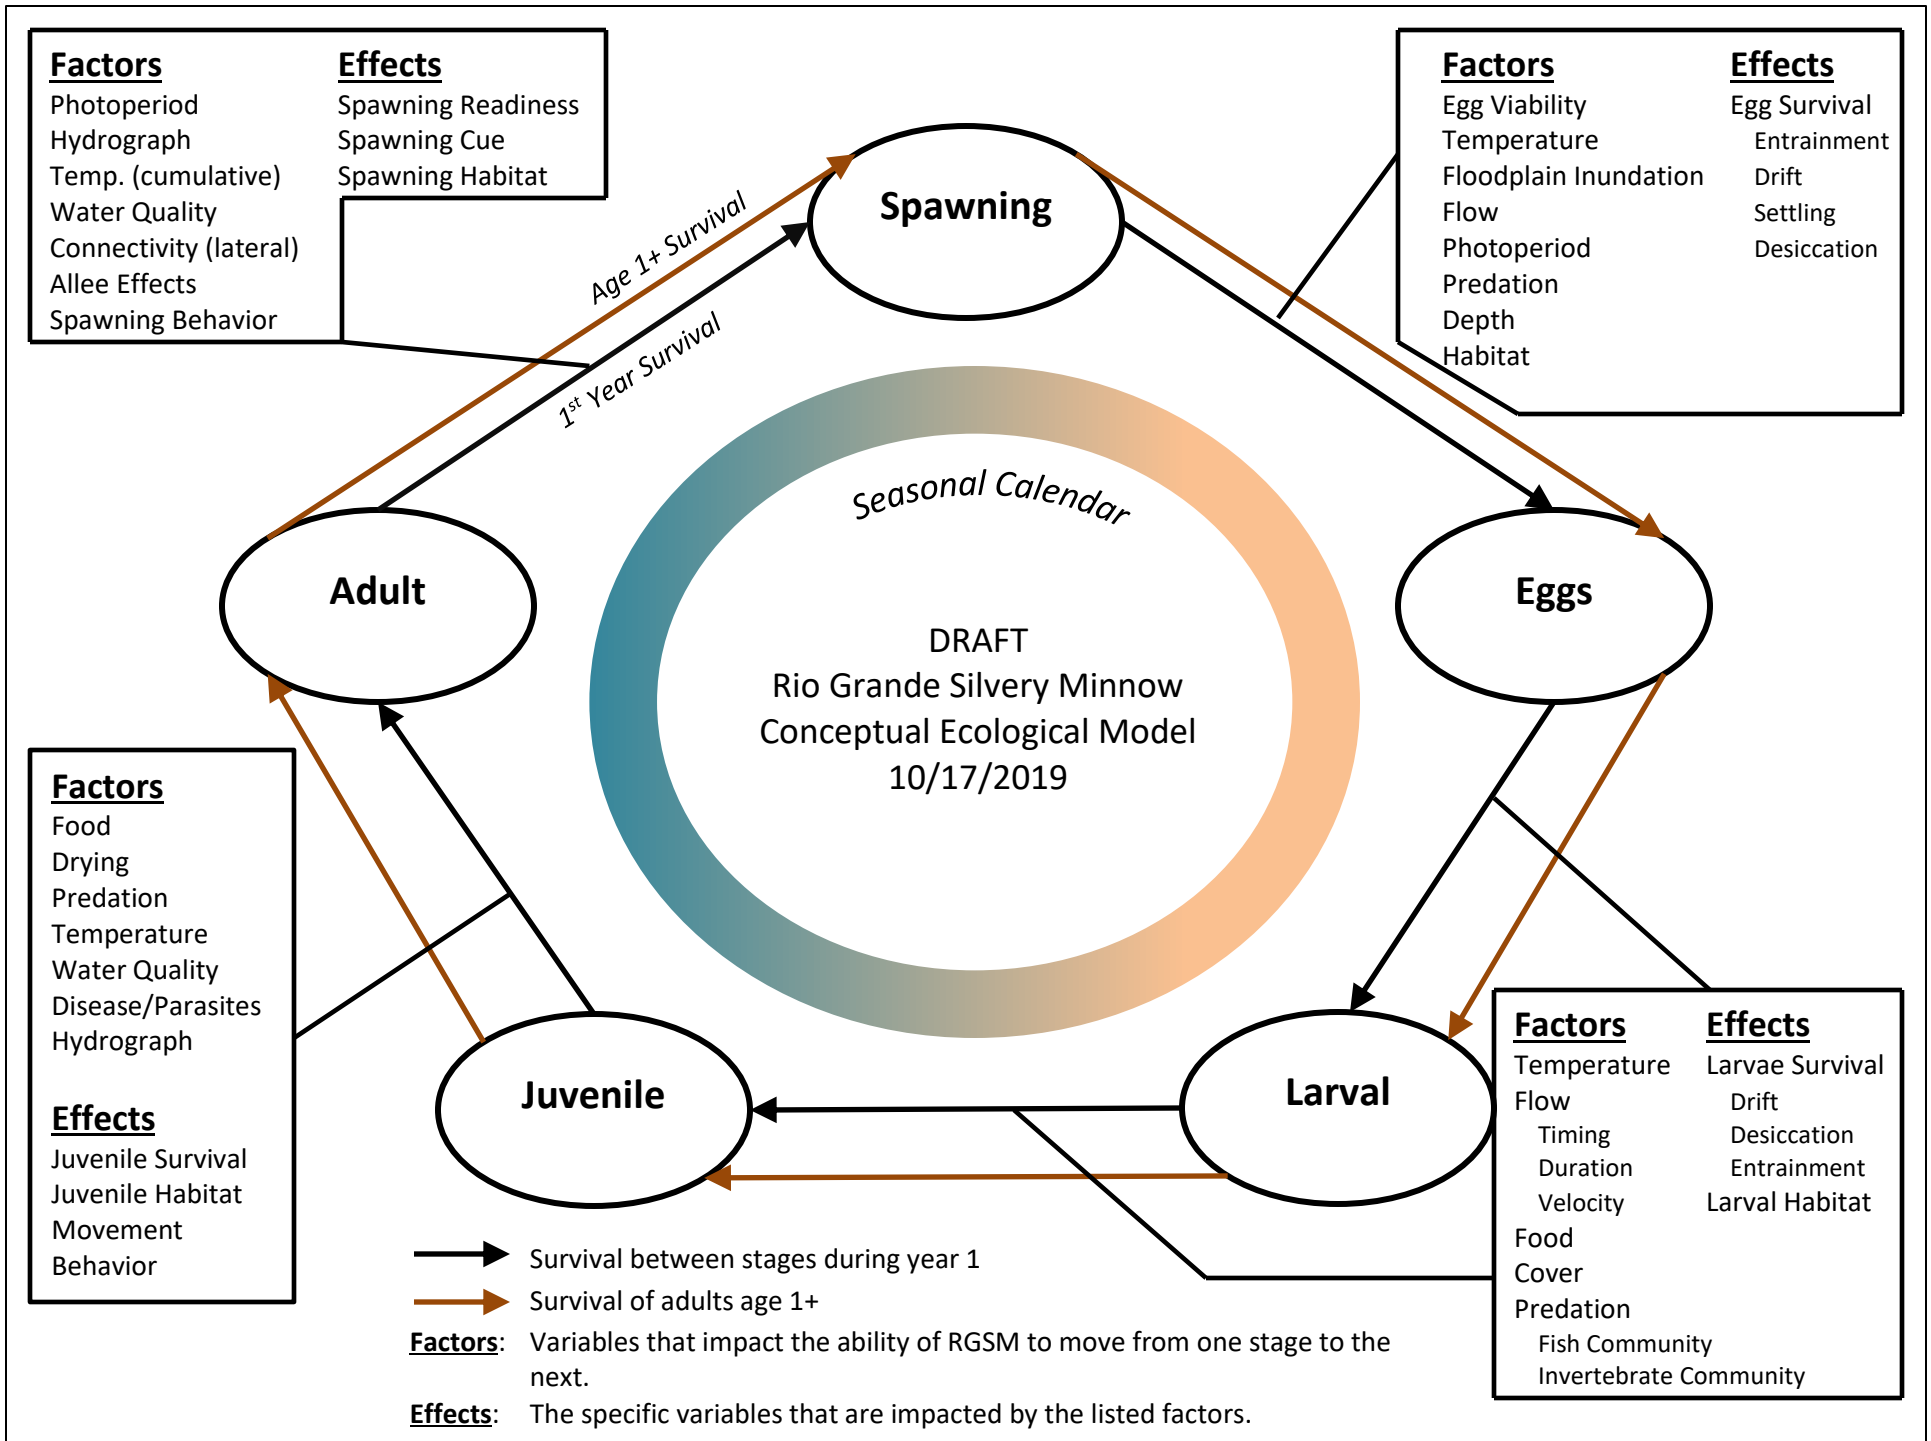 Factors
Photoperiod
Hydrograph
Temp. (cumulative)
Water Quality
Connectivity (lateral)
Allee Effects
Spawning Behavior
Effects
Spawning Readiness
Spawning Cue
Spawning Habitat
Age 1+ Survival
1st Year Survival
Spawning
Factors
Egg Viability
Temperature
Floodplain Inundation
Flow
Photoperiod
Predation
Depth
Habitat
Effects
Egg Survival
Entrainment
Drift
Settling
Desiccation
Adult
Seasonal Calendar
DRAFT
Rio Grande Silvery Minnow
Conceptual Ecological Model
10/17/2019
Eggs
Factors
Food
Drying
Predation
Temperature
Water Quality
Disease/Parasites
Hydrograph
Effects
Juvenile Survival
Juvenile Habitat
Movement
Behavior
Juvenile
Larval
Factors
Temperature
Flow
Timing
Duration
Velocity
Food
Cover
Predation
Fish Community
Invertebrate Community
Effects
Larvae Survival
Drift
Desiccation
Entrainment
Larval Habitat
Survival between stages during year 1
Survival of adults age 1+
Factors: Variables that impact the ability of RGSM to move from one stage to the
next.
Effects: The specific variables that are impacted by the listed factors.